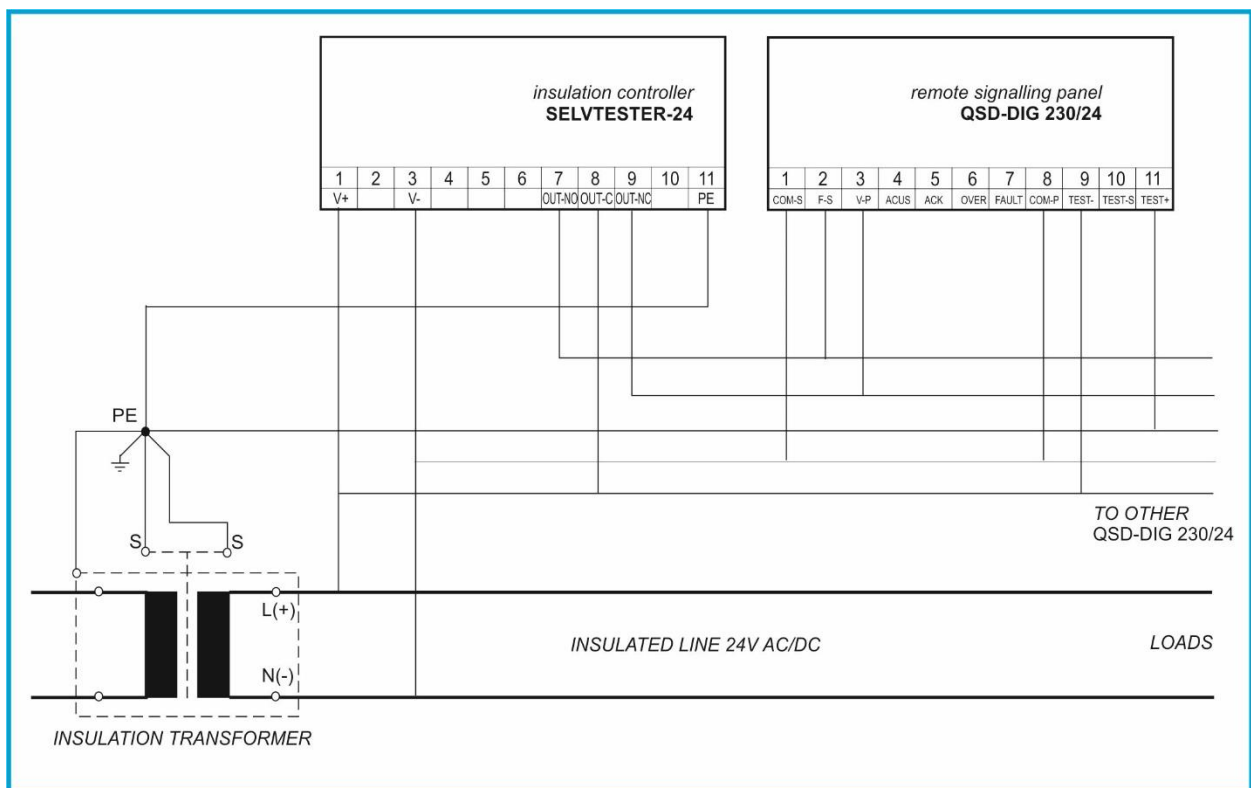 insulation controller
SELVTESTER-24
1 2 3 4 5 6 7 8 9 10 11
V+ V- OUT-NO OUT-C OUT-NC PE
remote signalling panel
QSD-DIG 230/24
1 2 3 4 5 6 7 8 9 10 11
COM-S F-S V-P ACUS ACK OVER FAULT COM-P TEST- TEST-S TEST+
PE
S S
TO OTHER
QSD-DIG 230/24
L(+)
INSULATED LINE 24V AC/DC LOADS
N(-)
INSULATION TRANSFORMER